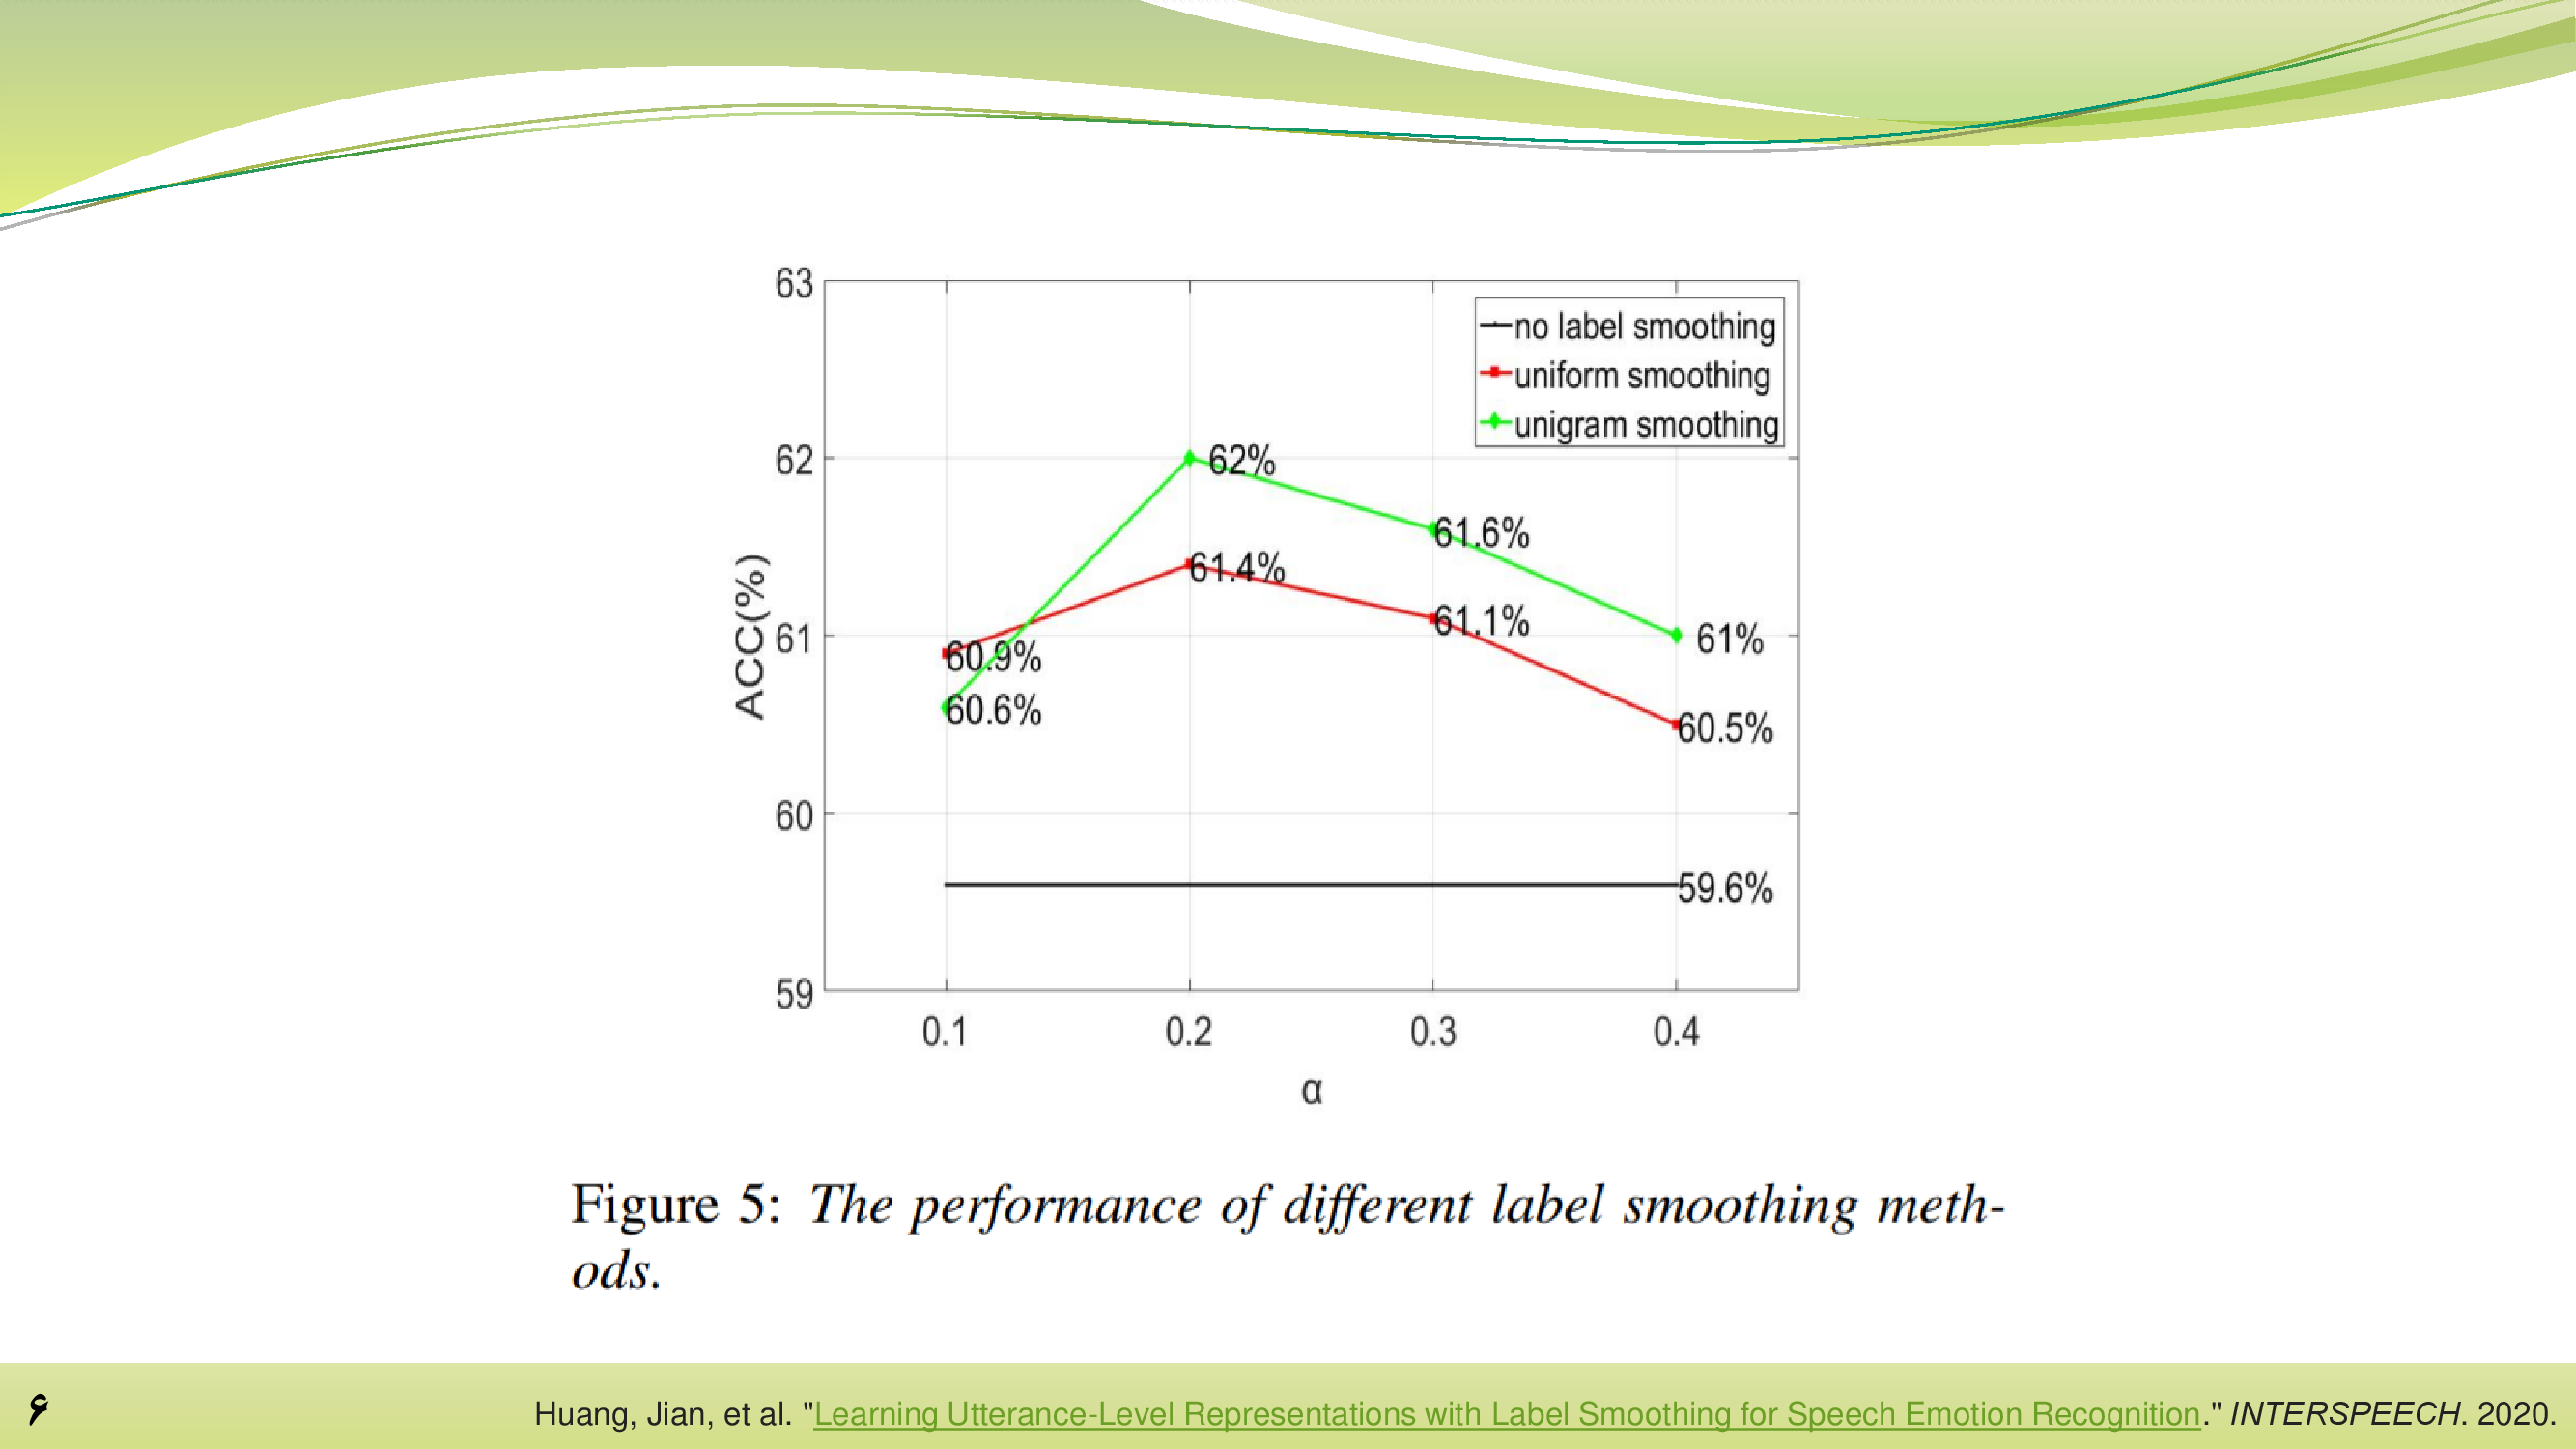 63
no label smoothing
uniform smoothing
unigram smoothing
62
62%
61.6%
61.4%
61.1%
61
61%
60.9%
60.6%
60.5%
ACC(%)
60
59.6%
59
0.1 0.2 0.3 0.4
α
Figure 5: The performance of different label smoothing meth-
ods.
۶
Huang, Jian, et al. "Learning Utterance-Level Representations with Label Smoothing for Speech Emotion Recognition." INTERSPEECH. 2020.